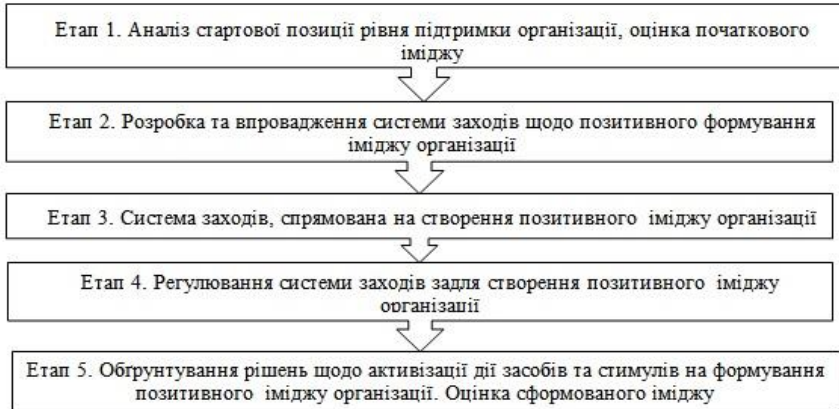 Етап 1. Аналіз стартової позиції рівня підтримки організації, оцінка початкового
іміджу
Етап 2. Розробка та впровадження системи заходів щодо позитивного формування
іміджу організації
Етап 3. Система заходів, спрямована на створення позитивного іміджу організації
Етап 4. Регулювання системи заходів задля створення позитивного іміджу
організації
Етап 5. Обґрунтування рішень щодо активізації дії засобів та стимулів на формування
позитивного іміджу організації. Оцінка сформованого іміджу